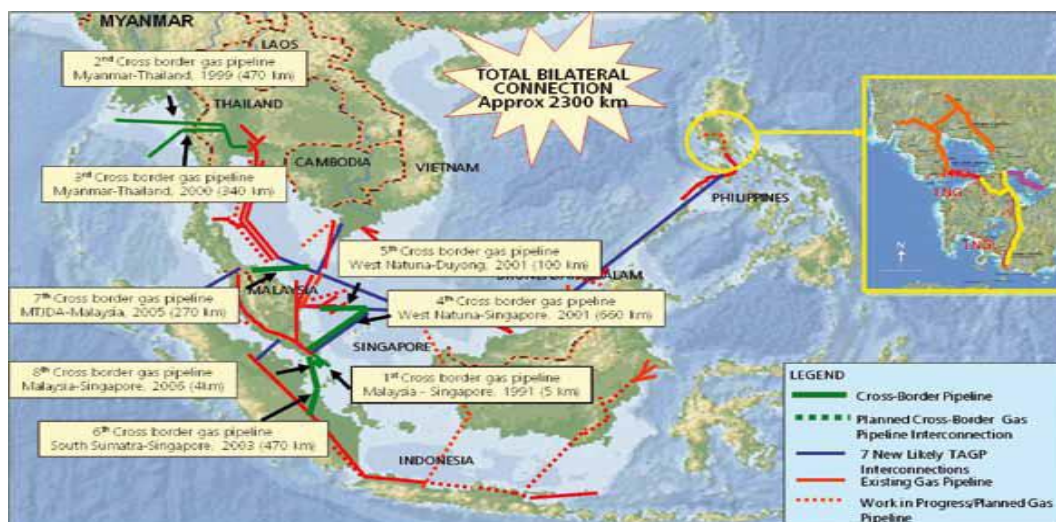 MYANMAR
LAOS
2nd Cross border gas pipeline
Myanmar-Thailand, 1999 (470 km)
TOTAL BILATERAL
CONNECTION
Approx 2300 km
THAILAND
CAMBODIA
VIETNAM
3rd Cross border gas pipeline
Myanmar-Thailand, 2000 (340 km)
PHILIPPINES
LNG
N
5th Cross border gas pipeline
West Natuna-Duyong, 2001 (100 km)
7th Cross border gas pipeline
MTJDA-Malaysia, 2005 (270 km)
MALAYSIA
4th Cross border gas pipeline
West Natuna-Singapore, 2001 (660 km)
SINGAPORE
8th Cross border gas pipeline
Malaysia-Singapore, 2006 (4km)
1st Cross border gas pipeline
Malaysia - Singapore, 1991 (5 km)
6th Cross border gas pipeline
South Sumatra-Singapore, 2003 (470 km)
INDONESIA
LEGEND
Cross-Border Pipeline
Planned Cross-Border Gas
Pipeline Interconnection
7 New Likely TAGP
Interconnections
Existing Gas Pipeline
Work in Progress/Planned Gas
Pipeline